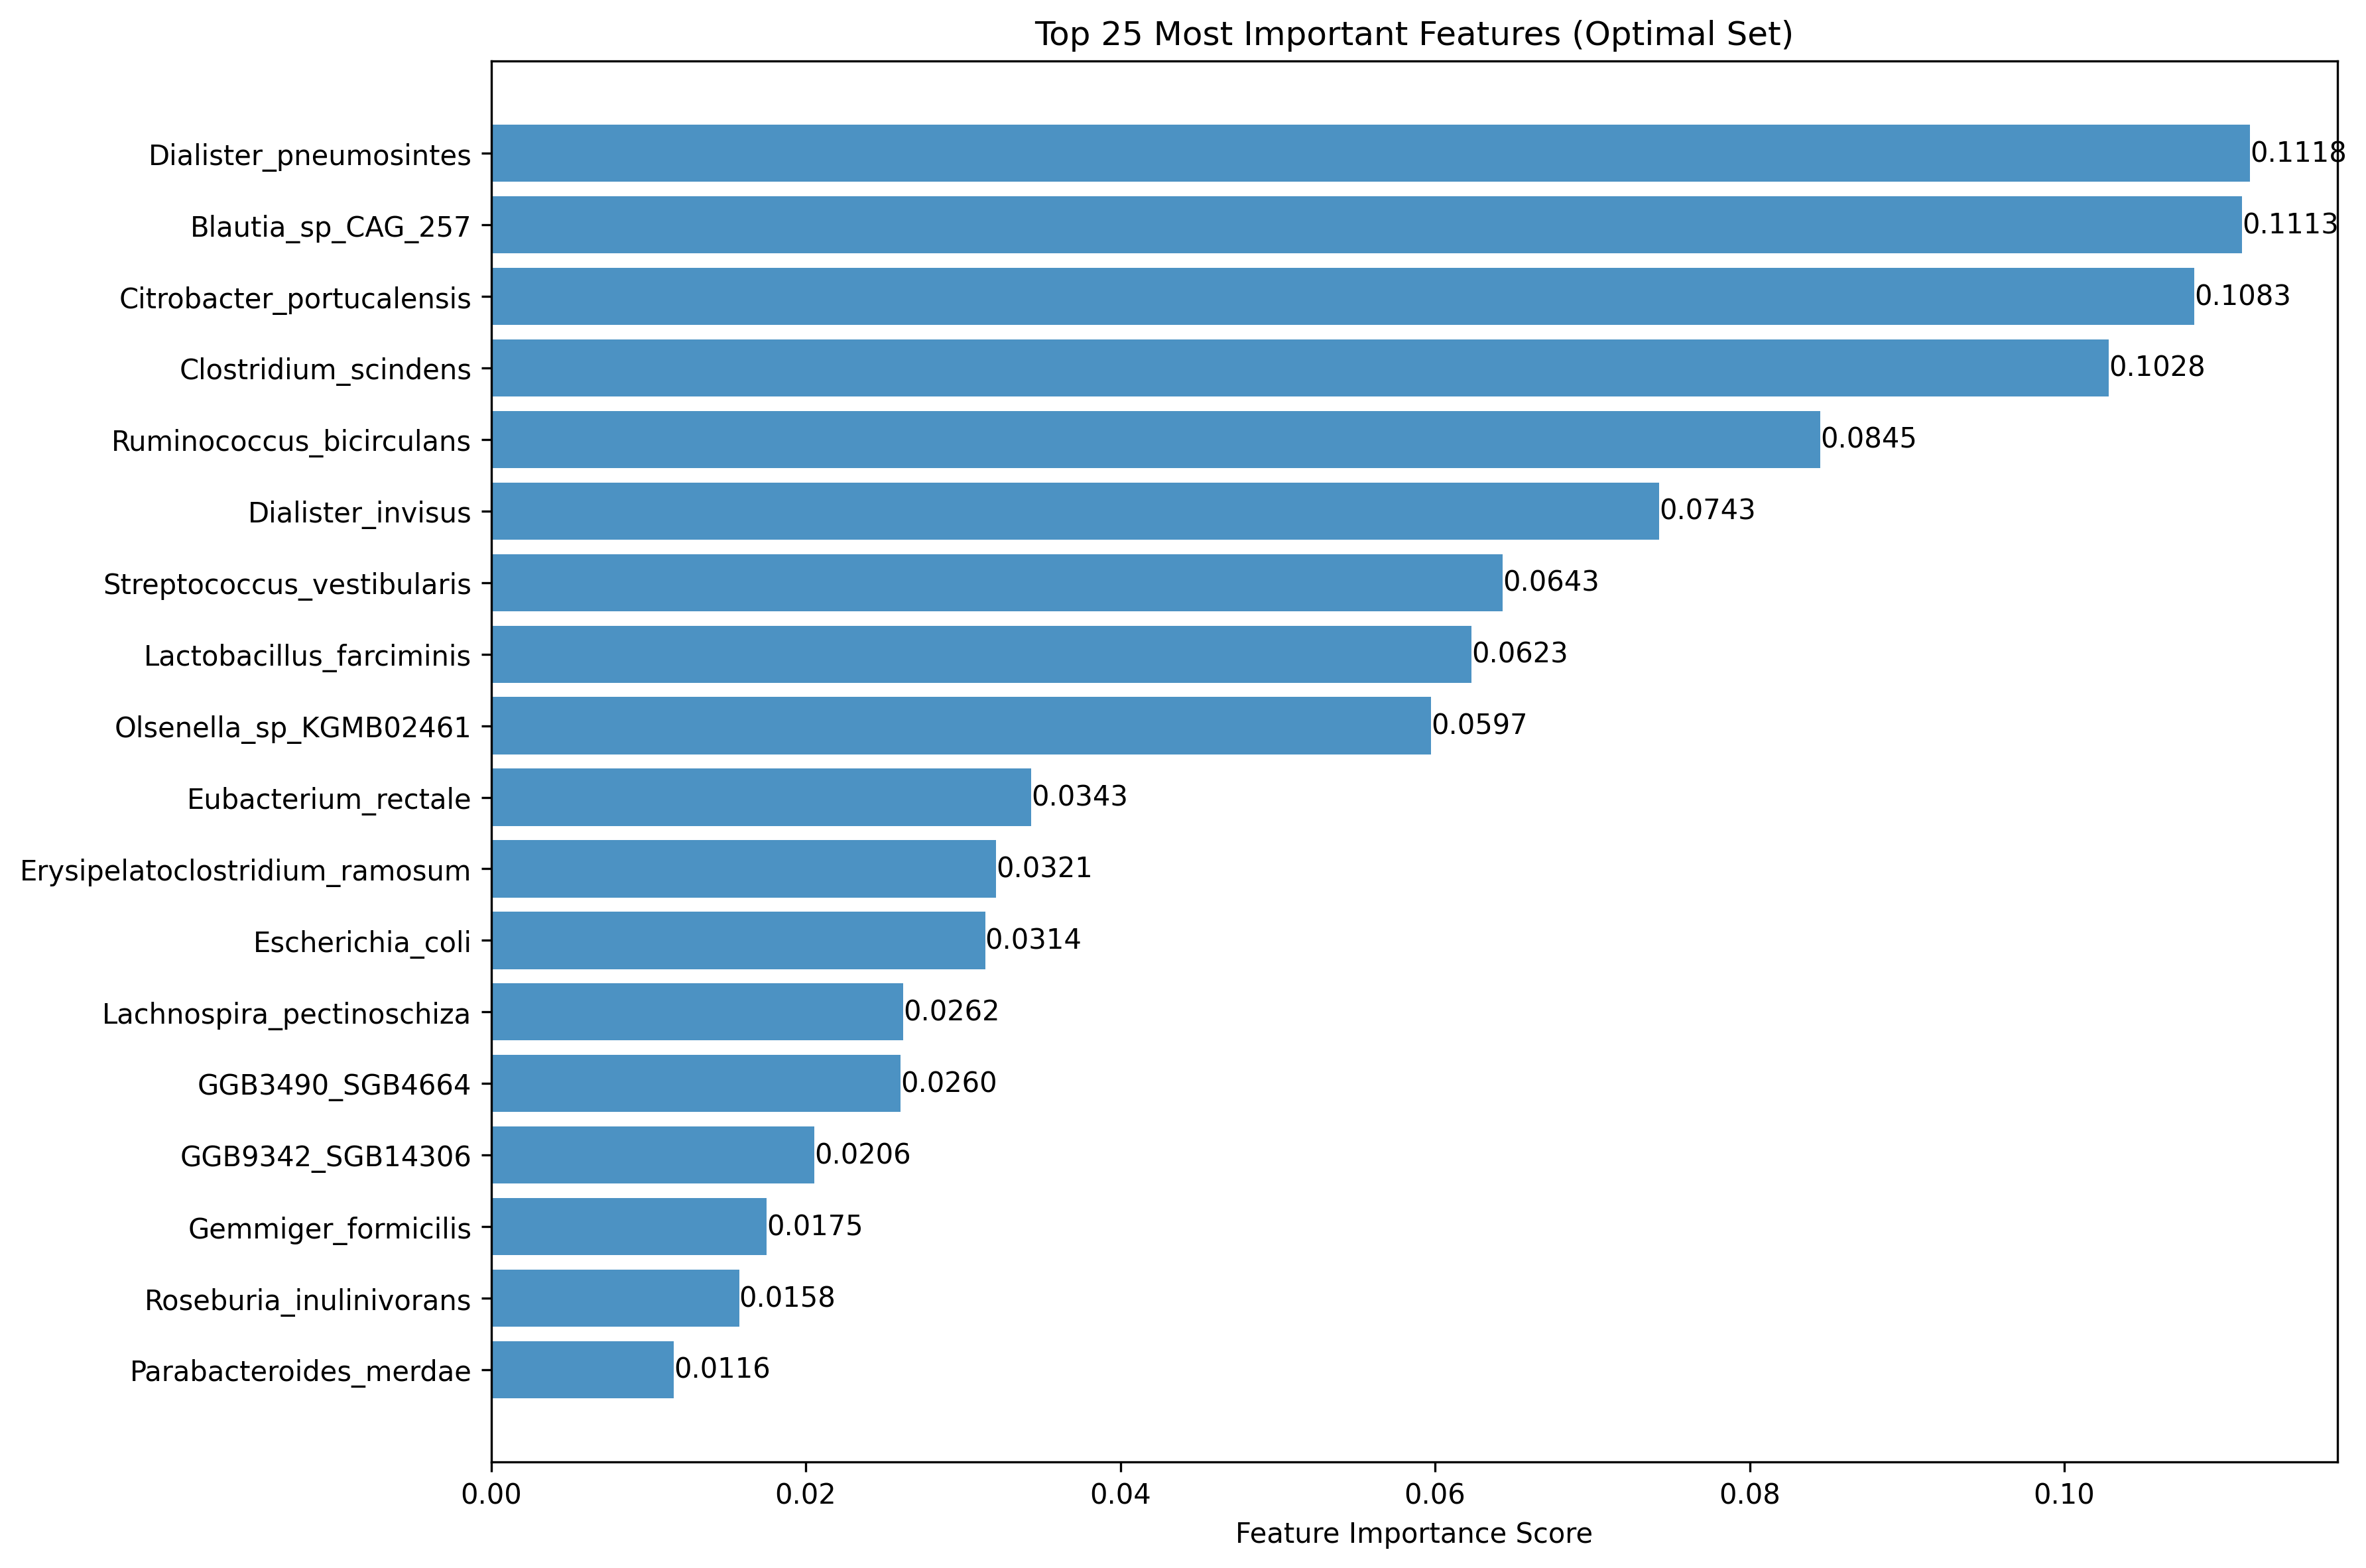 Top 25 Most Important Features (Optimal Set)
Dialister_pneumosintes 0.1118
Blautia_sp_CAG_257 0.1113
Citrobacter_portucalensis 0.1083
Clostridium_scindens 0.1028
Ruminococcus_bicirculans 0.0845
Dialister_invisus 0.0743
Streptococcus_vestibularis 0.0643
Lactobacillus_farciminis 0.0623
Olsenella_sp_KGMB02461 0.0597
Eubacterium_rectale 0.0343
Erysipelatoclostridium_ramosum 0.0321
Escherichia_coli 0.0314
Lachnospira_pectinoschiza 0.0262
GGB3490_SGB4664 0.0260
GGB9342_SGB14306 0.0206
Gemmiger_formicilis 0.0175
Roseburia_inulinivorans 0.0158
Parabacteroides_merdae 0.0116
0.00 0.02 0.04 0.06 0.08 0.10
Feature Importance Score